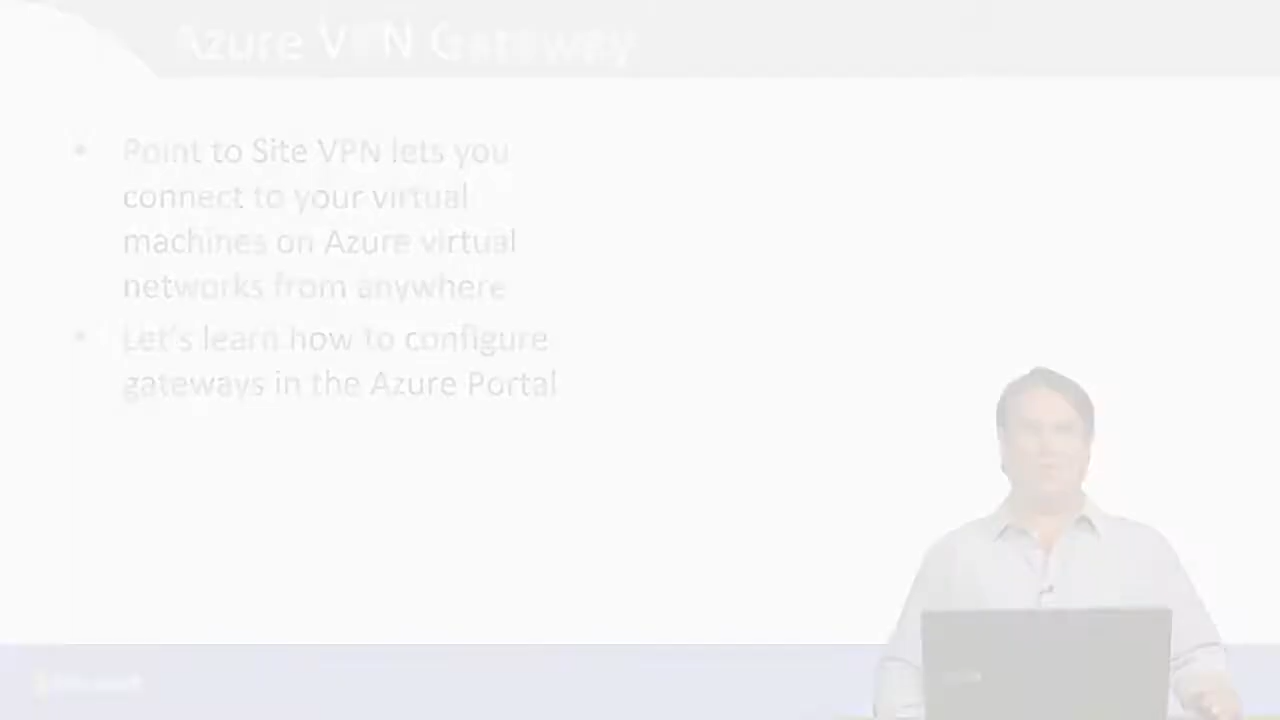 Azure VPN Gateway
• Point to Site VPN lets you
connect to your virtual
machines on Azure virtual
networks from anywhere
• Let's learn how to configure
gateways in the Azure Portal